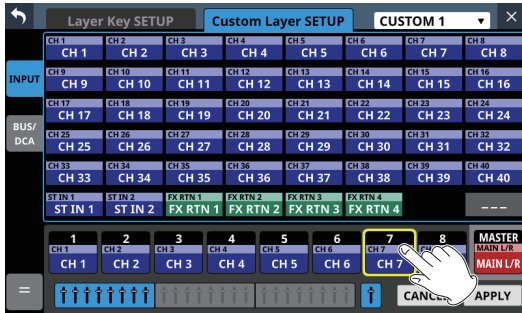 Layer Key SETUP Custom Layer SETUP CUSTOM 1
CH 1 CH 2 CH 3 CH 4 CH 5 CH 6 CH 7 CH 8
CH 1 CH 2 CH 3 CH 4 CH 5 CH 6 CH 7 CH 8
INPUT
CH 9 CH 10 CH 11 CH 12 CH 13 CH 14 CH 15 CH 16
CH 9 CH 10 CH 11 CH 12 CH 13 CH 14 CH 15 CH 16
CH 17 CH 18 CH 19 CH 20 CH 21 CH 22 CH 23 CH 24
CH 17 CH 18 CH 19 CH 20 CH 21 CH 22 CH 23 CH 24
BUS/
DCA
CH 25 CH 26 CH 27 CH 28 CH 29 CH 30 CH 31 CH 32
CH 25 CH 26 CH 27 CH 28 CH 29 CH 30 CH 31 CH 32
CH 33 CH 34 CH 35 CH 36 CH 37 CH 38 CH 39 CH 40
CH 33 CH 34 CH 35 CH 36 CH 37 CH 38 CH 39 CH 40
ST IN 1 ST IN 2 FX RTN 1 FX RTN 2 FX RTN 3 FX RTN 4
ST IN 1 ST IN 2 FX RTN 1 FX RTN 2 FX RTN 3 FX RTN 4 ---
1 2 3 4 5 6 7 8 MASTER
CH 1 CH 2 CH 3 CH 4 CH 5 CH 6 CH 7 MAIN L/R
CH 1 CH 2 CH 3 CH 4 CH 5 CH 6 CH 7 MAIN L/R
APPLY